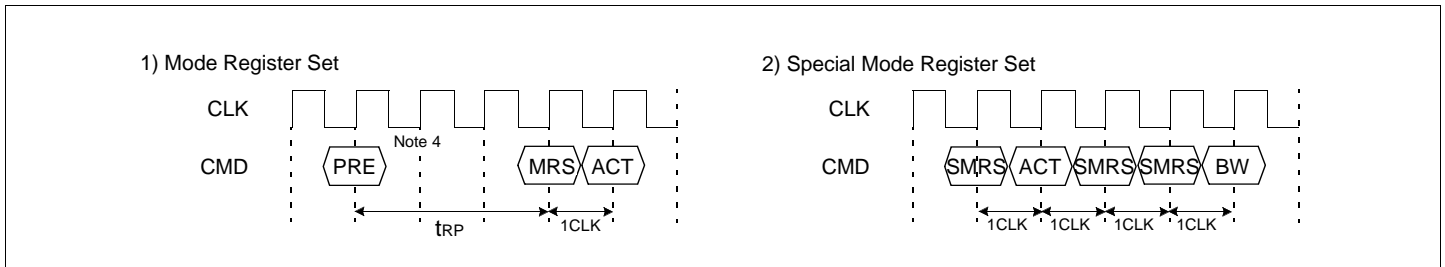 1) Mode Register Set
CLK
Note 4
CMD PRE MRS ACT
tRP 1CLK
2) Special Mode Register Set
CLK
CMD SMRS ACT SMRS SMRS BW
1CLK 1CLK 1CLK 1CLK